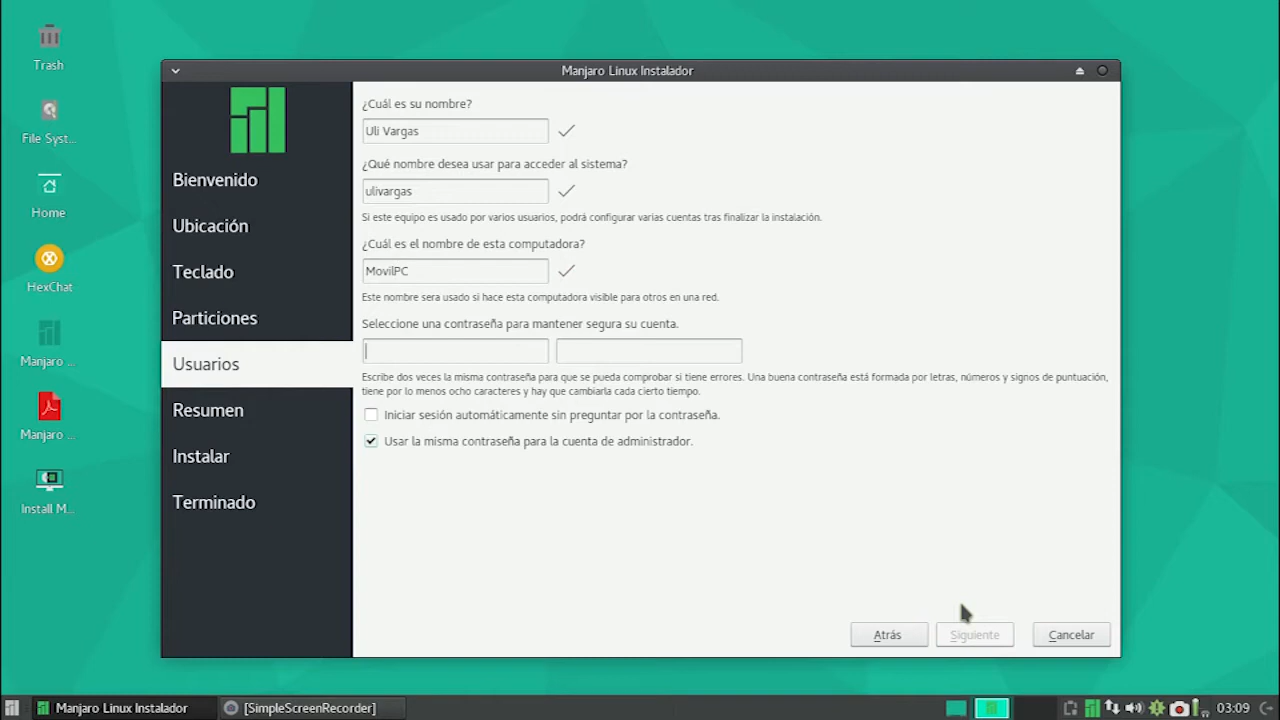 Trash
File Syst...
Home
HexChat
Manjaro ...
Manjaro ...
Install M...
Manjaro Linux Instalador
Bienvenido
Ubicación
Teclado
Particiones
Usuarios
Resumen
Instalar
Terminado
¿Cuál es su nombre?
Uli Vargas
¿Qué nombre desea usar para acceder al sistema?
ulivargas
Si este equipo es usado por varios usuarios, podrá configurar varias cuentas tras finalizar la instalación.
¿Cuál es el nombre de esta computadora?
MovilPC
Este nombre sera usado si hace esta computadora visible para otros en una red.
Seleccione una contraseña para mantener segura su cuenta.
Escribe dos veces la misma contraseña para que se pueda comprobar si tiene errores. Una buena contraseña está formada por letras, números y signos de puntuación,
tiene por lo menos ocho caracteres y hay que cambiarla cada cierto tiempo.
Iniciar sesión automáticamente sin preguntar por la contraseña.
Usar la misma contraseña para la cuenta de administrador.
Atrás
Siguiente
Cancelar
Manjaro Linux Instalador
[SimpleScreenRecorder]
03:09